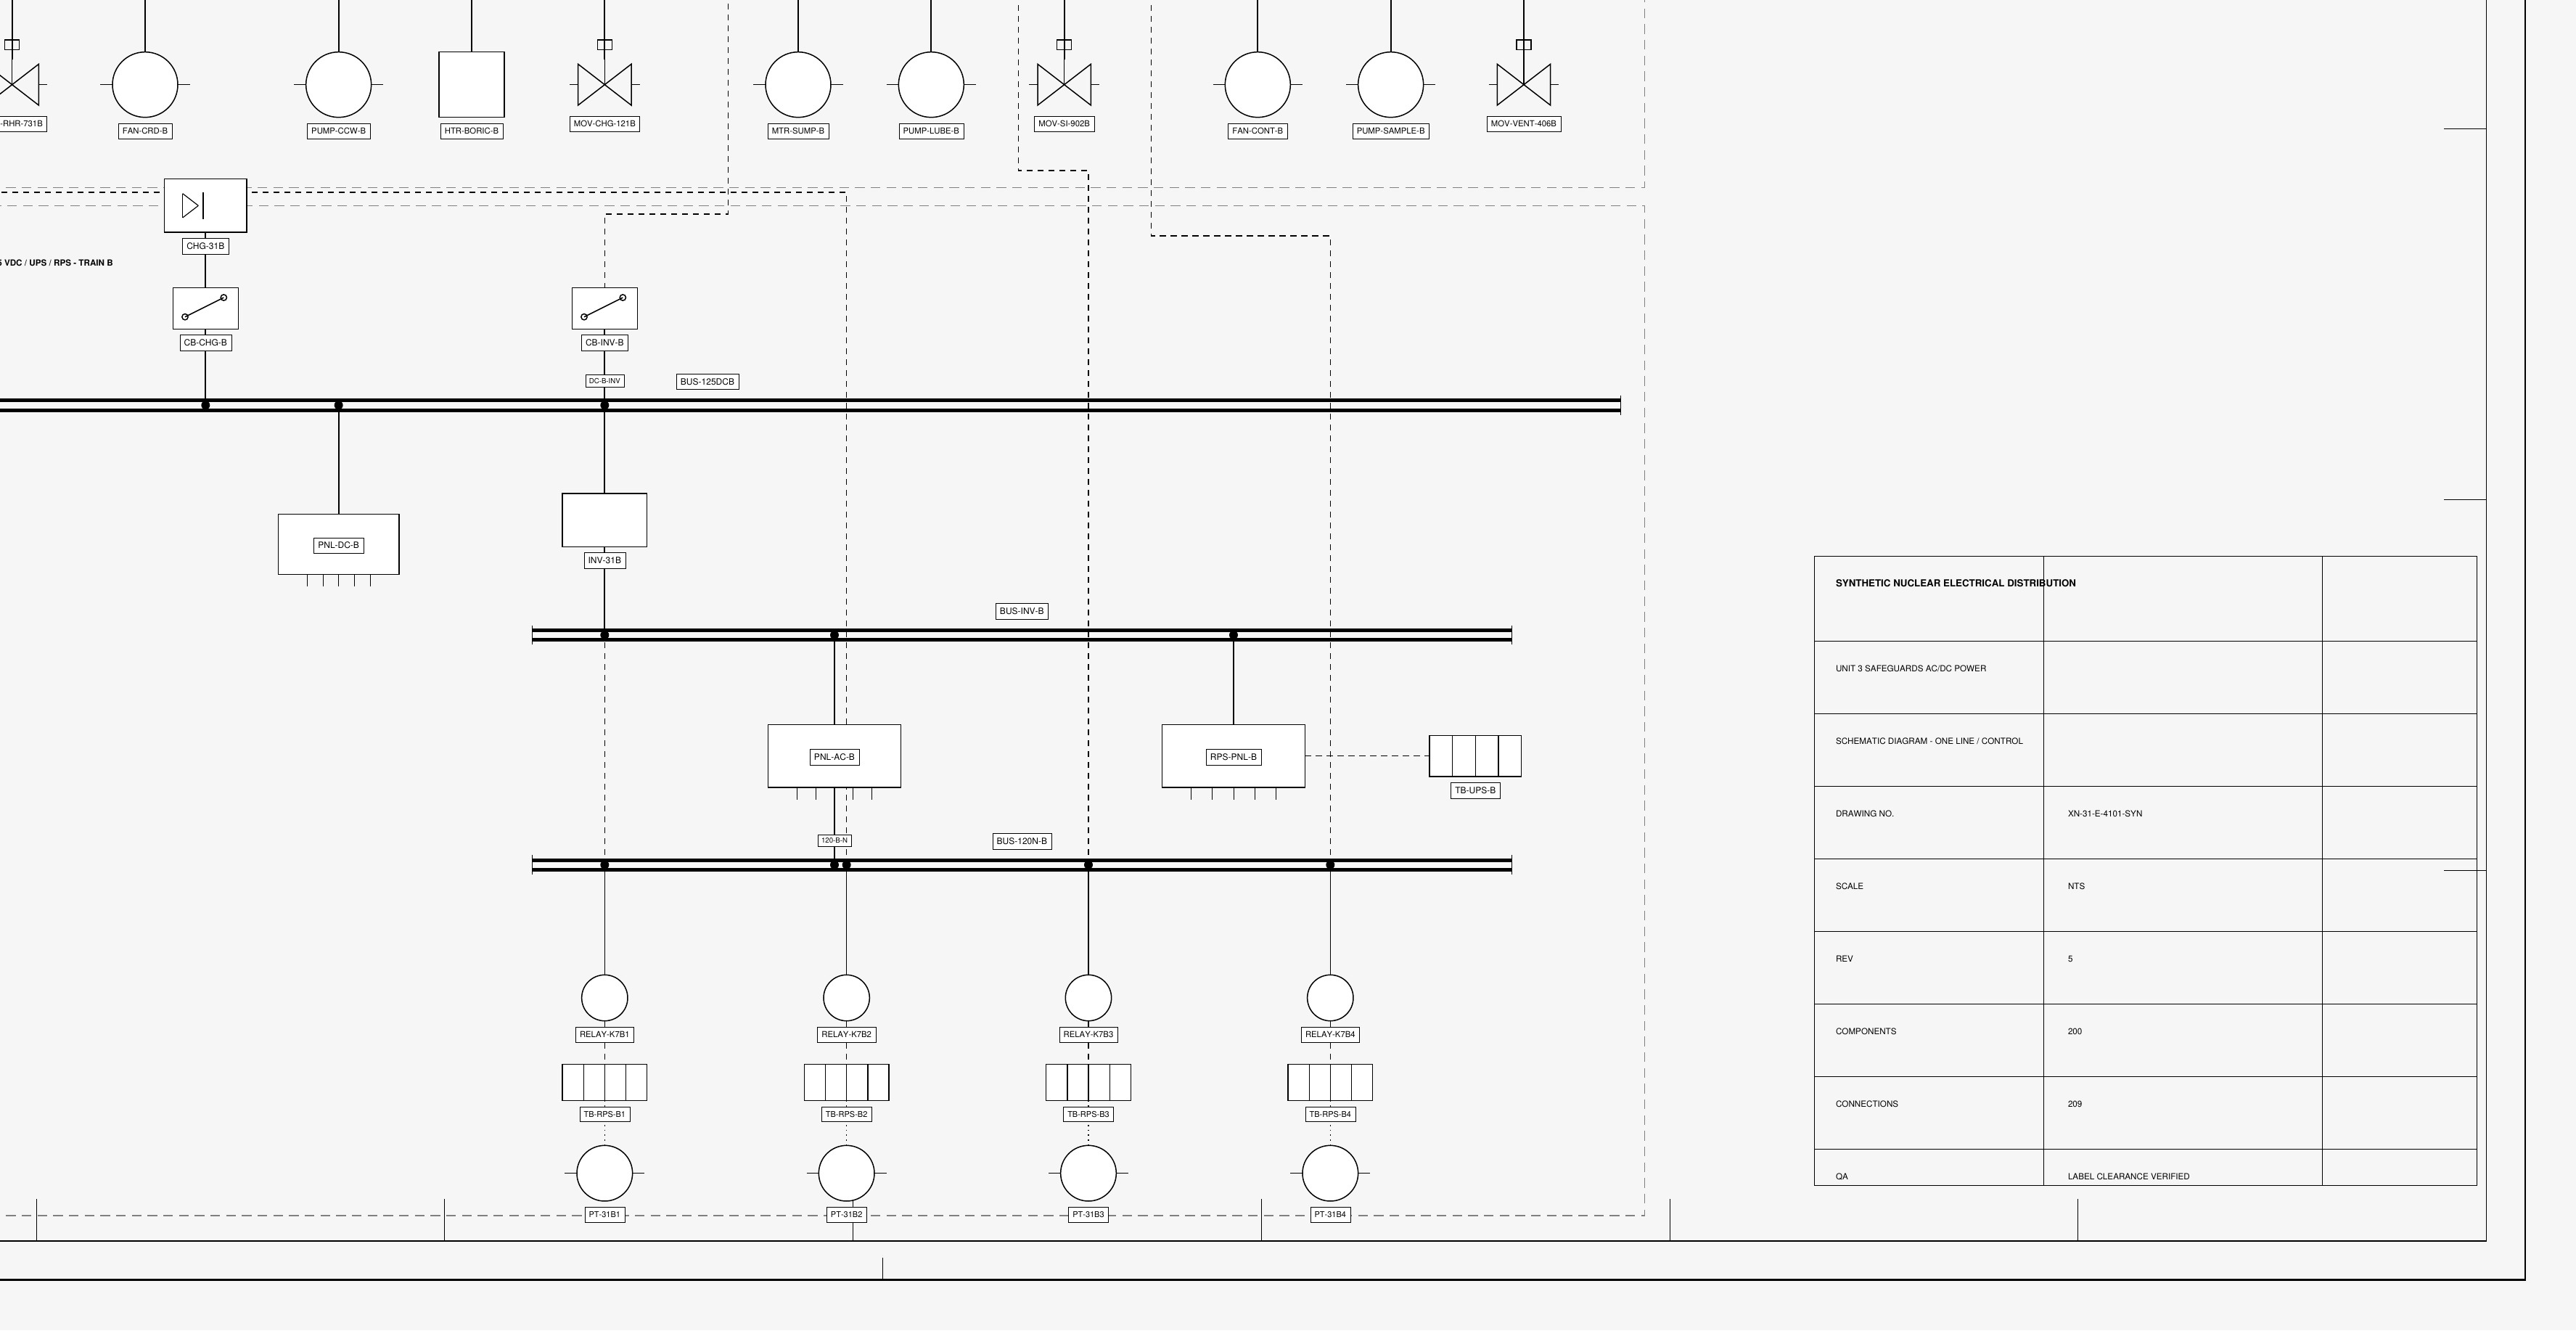 -RHR-731B
FAN-CRD-B
PUMP-CCW-B
HTR-BORIC-B
MOV-CHG-121B
MTR-SUMP-B
PUMP-LUBE-B
MOV-SI-902B
FAN-CONT-B
PUMP-SAMPLE-B
MOV-VENT-406B
CHG-31B
VDC / UPS / RPS - TRAIN B
CB-CHG-B
CB-INV-B
DC-B-INV
BUS-125DCB
PNL-DC-B
INV-31B
BUS-INV-B
PNL-AC-B
RPS-PNL-B
TB-UPS-B
120-B-N
BUS-120N-B
RELAY-K7B1
RELAY-K7B2
RELAY-K7B3
RELAY-K7B4
TB-RPS-B1
TB-RPS-B2
TB-RPS-B3
TB-RPS-B4
PT-31B1
PT-31B2
PT-31B3
PT-31B4
SYNTHETIC NUCLEAR ELECTRICAL DISTRIBUTION
UNIT 3 SAFEGUARDS AC/DC POWER
SCHEMATIC DIAGRAM - ONE LINE / CONTROL
DRAWING NO. XN-31-E-4101-SYN
SCALE NTS
REV 5
COMPONENTS 200
CONNECTIONS 209
QA LABEL CLEARANCE VERIFIED